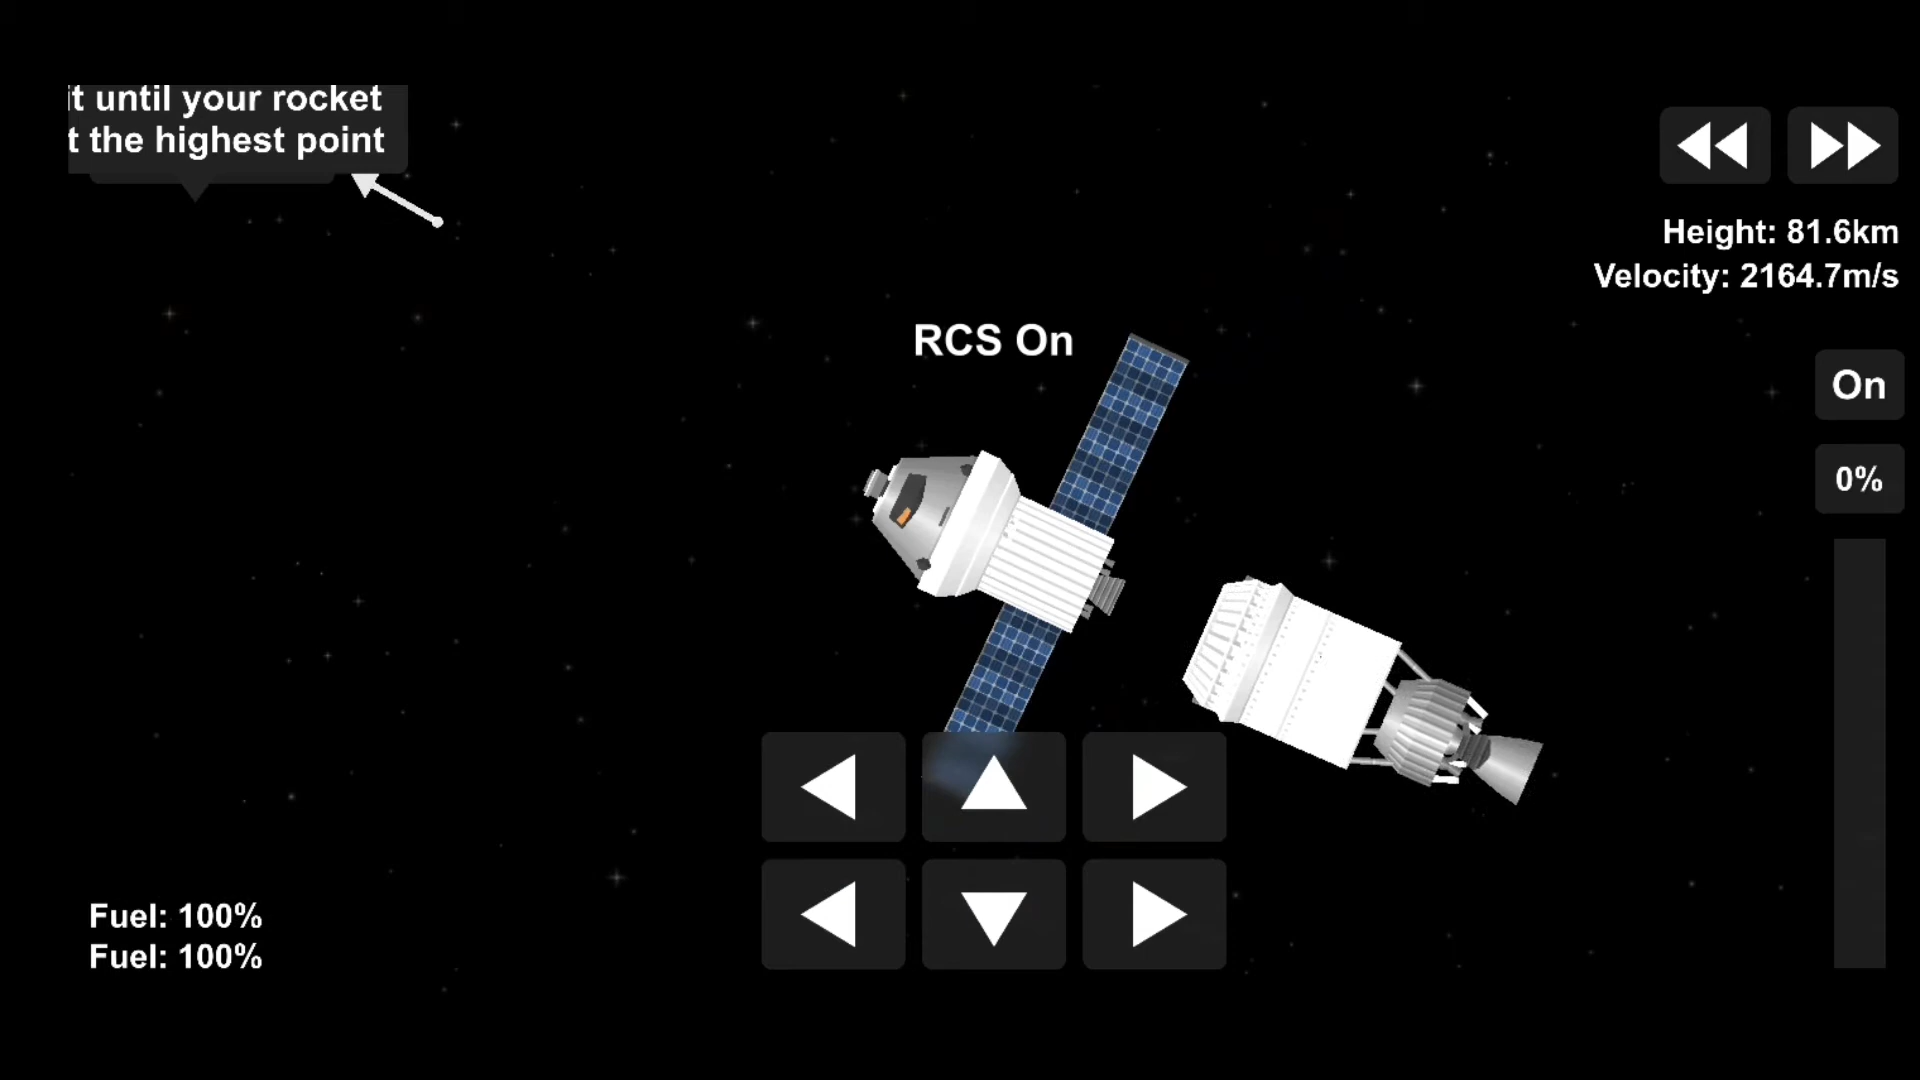 it until your rocket
t the highest point
Height: 81.6km
Velocity: 2164.7m/s
RCS On
On
0%
Fuel: 100%
Fuel: 100%